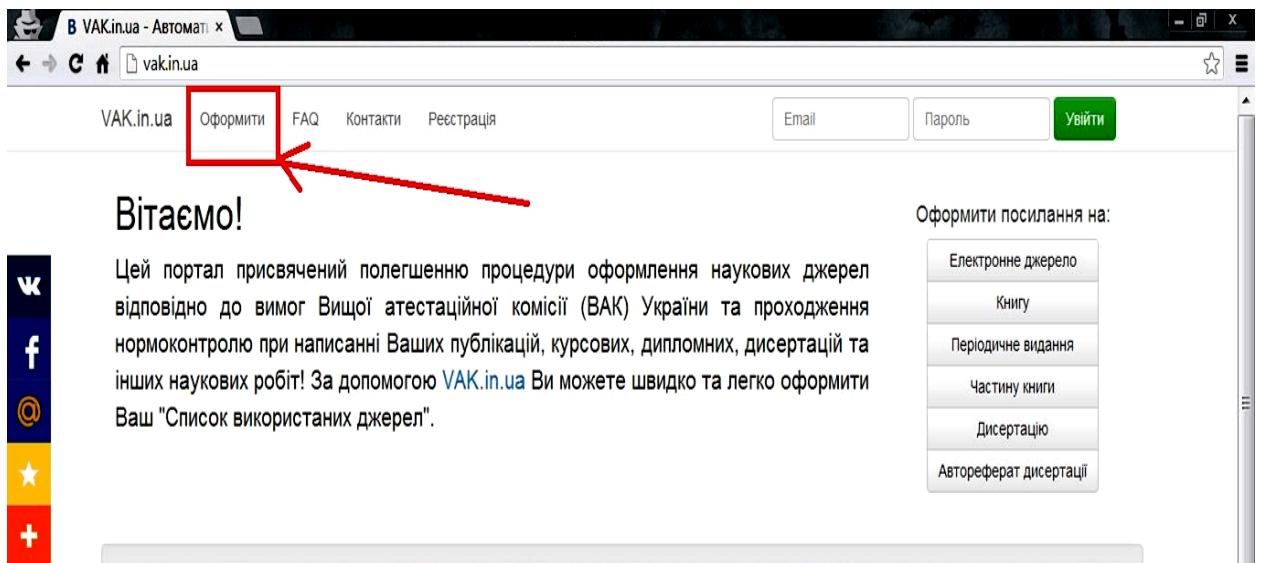 B VAK.in.ua - Автомат
vak.in.ua
VAK.in.ua Оформити FAQ Контакти Реєстрація Email Пароль Увійти
Вітаємо!
Цей портал присвячений полегшенню процедури оформлення наукових джерел
відповідно до вимог Вищої атестаційної комісії (ВАК) України та проходження
нормоконтролю при написанні Ваших публікацій, курсових, дипломних, дисертацій та
інших наукових робіт! За допомогою VAK.in.ua Ви можете швидко та легко оформити
Ваш "Список використаних джерел".
Оформити посилання на:
Електронне джерело
Книгу
Періодичне видання
Частину книги
Дисертацію
Автореферат дисертації